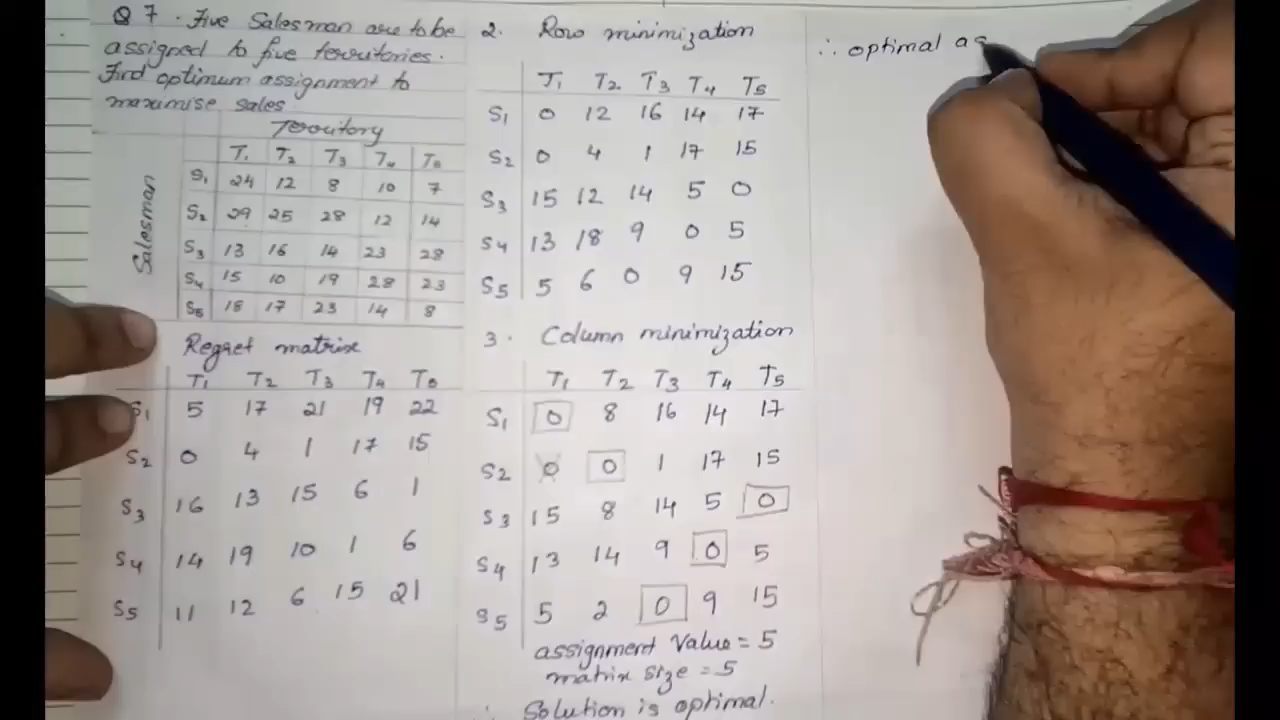 Q 7. Five Salesman are to be
assigned to five territories.
Find optimum assignment to
maximise sales
Territory
Salesman
T1 T2 T3 T4 T5
S1 24 12 8 10 7
S2 29 25 28 12 14
S3 13 16 14 23 28
S4 15 10 19 28 23
S5 18 17 23 14 8
Regret matrix
T1 T2 T3 T4 T5
S1 5 17 21 19 22
S2 0 4 1 17 15
S3 16 13 15 6 1
S4 14 19 10 1 6
S5 11 12 6 15 21
2. Row minimization
T1 T2 T3 T4 T5
S1 0 12 16 14 17
S2 0 4 1 17 15
S3 15 12 14 5 0
S4 13 18 9 0 5
S5 5 6 0 9 15
3. Column minimization
T1 T2 T3 T4 T5
S1 0 8 16 14 17
S2 0 0 1 17 15
S3 15 8 14 5 0
S4 13 14 9 0 5
S5 5 2 0 9 15
assignment value = 5
matrix size = 5
∴ Solution is optimal.
∴ optimal as